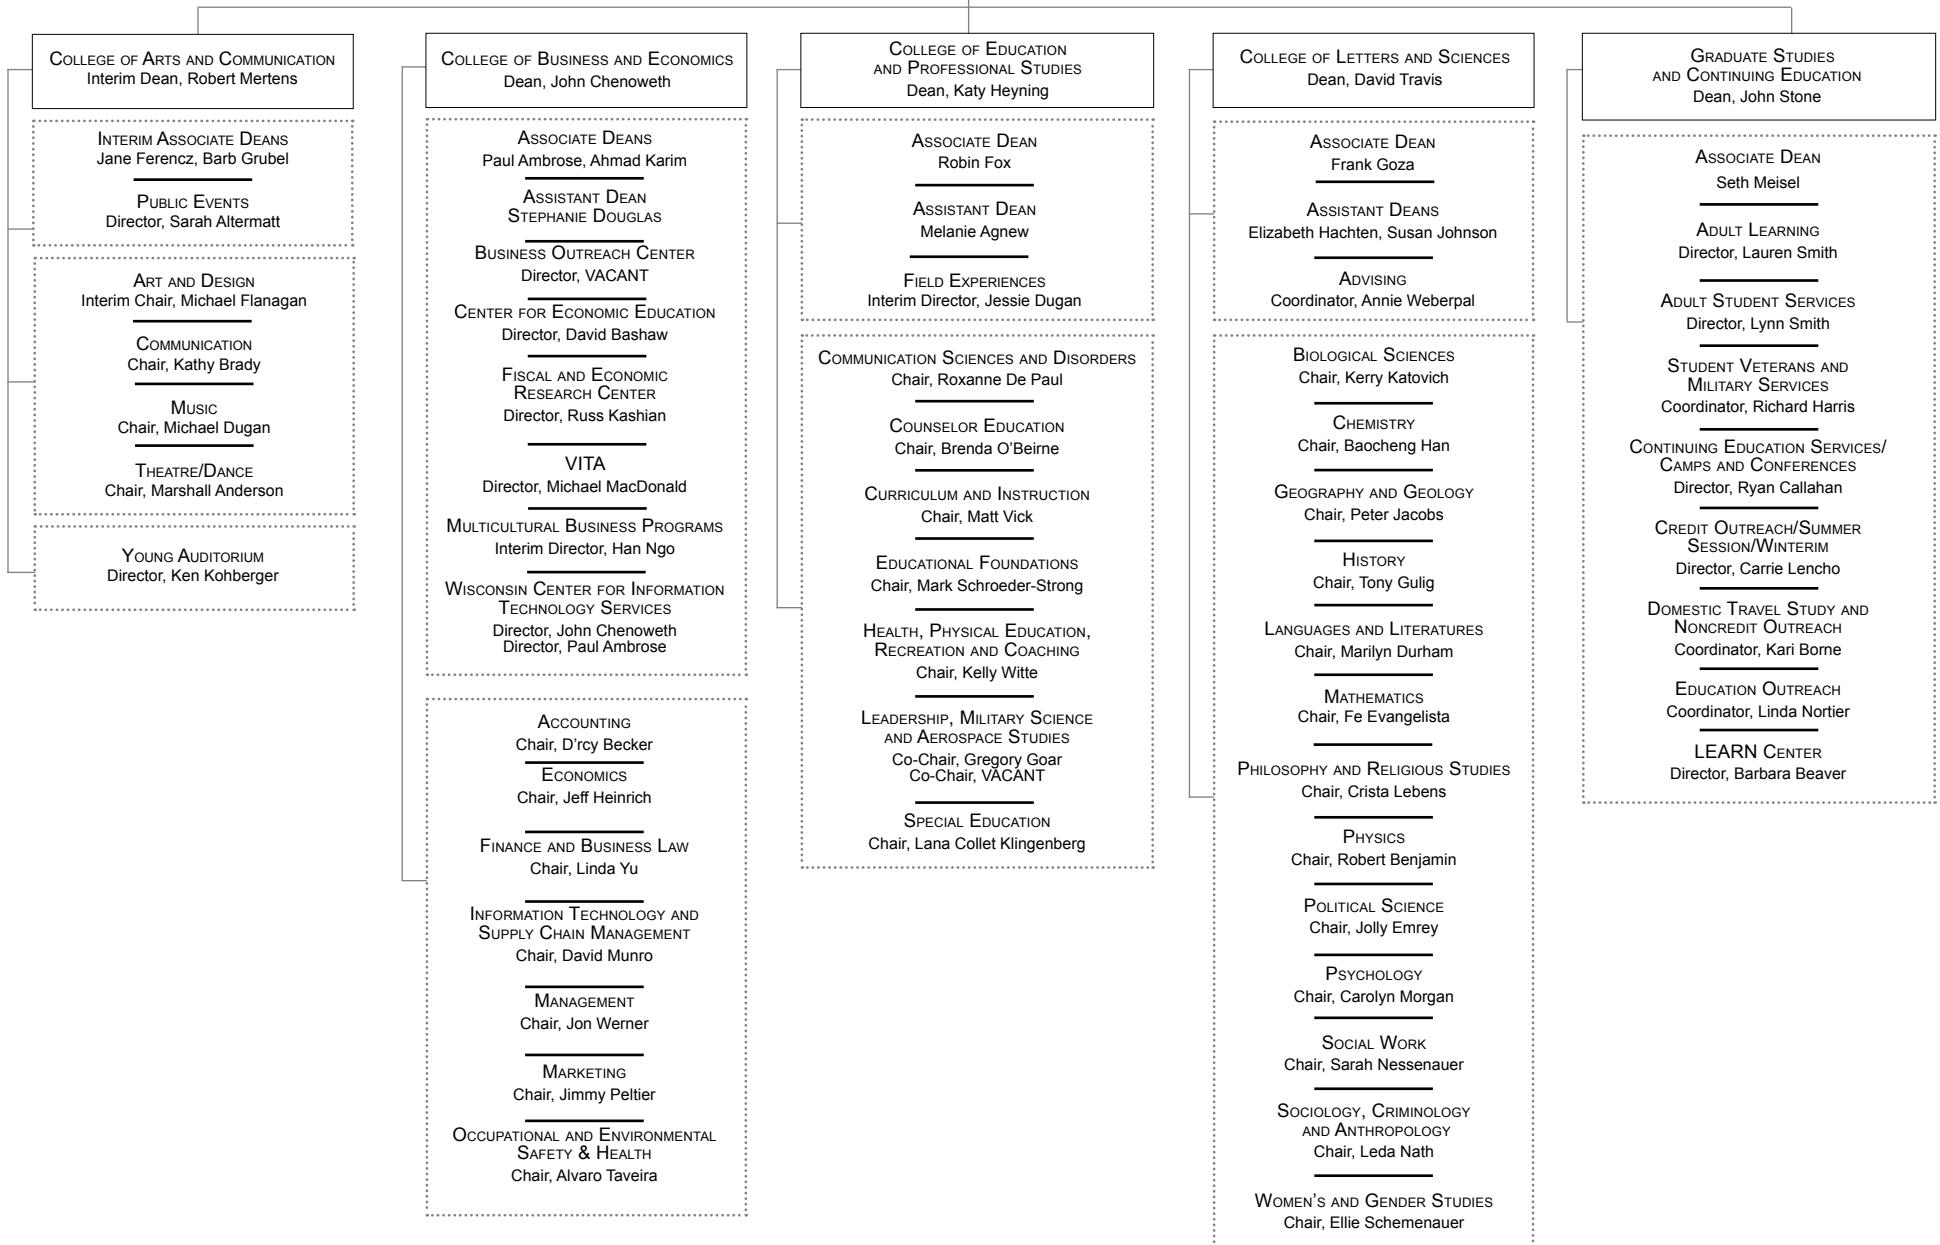 College of Arts and Communication
Interim Dean, Robert Mertens
Interim Associate Deans
Jane Ferencz, Barb Grubel
Public Events
Director, Sarah Altermatt
Art and Design
Interim Chair, Michael Flanagan
Communication
Chair, Kathy Brady
Music
Chair, Michael Dugan
Theatre/Dance
Chair, Marshall Anderson
Young Auditorium
Director, Ken Kohberger
College of Business and Economics
Dean, John Chenoweth
Associate Deans
Paul Ambrose, Ahmad Karim
Assistant Dean
Stephanie Douglas
Business Outreach Center
Director, VACANT
Center for Economic Education
Director, David Bashaw
Fiscal and Economic
Research Center
Director, Russ Kashian
VITA
Director, Michael MacDonald
Multicultural Business Programs
Interim Director, Han Ngo
Wisconsin Center for Information
Technology Services
Director, John Chenoweth
Director, Paul Ambrose
Accounting
Chair, D'rcy Becker
Economics
Chair, Jeff Heinrich
Finance and Business Law
Chair, Linda Yu
Information Technology and
Supply Chain Management
Chair, David Munro
Management
Chair, Jon Werner
Marketing
Chair, Jimmy Peltier
Occupational and Environmental
Safety & Health
Chair, Alvaro Taveira
College of Education
and Professional Studies
Dean, Katy Heyning
Associate Dean
Robin Fox
Assistant Dean
Melanie Agnew
Field Experiences
Interim Director, Jessie Dugan
Communication Sciences and Disorders
Chair, Roxanne De Paul
Counselor Education
Chair, Brenda O'Beirne
Curriculum and Instruction
Chair, Matt Vick
Educational Foundations
Chair, Mark Schroeder-Strong
Health, Physical Education,
Recreation and Coaching
Chair, Kelly Witte
Leadership, Military Science
and Aerospace Studies
Co-Chair, Gregory Goar
Co-Chair, VACANT
Special Education
Chair, Lana Collet Klingenberg
College of Letters and Sciences
Dean, David Travis
Associate Dean
Frank Goza
Assistant Deans
Elizabeth Hachten, Susan Johnson
Advising
Coordinator, Annie Weberpal
Biological Sciences
Chair, Kerry Katovich
Chemistry
Chair, Baocheng Han
Geography and Geology
Chair, Peter Jacobs
History
Chair, Tony Gulig
Languages and Literatures
Chair, Marilyn Durham
Mathematics
Chair, Fe Evangelista
Philosophy and Religious Studies
Chair, Crista Lebens
Physics
Chair, Robert Benjamin
Political Science
Chair, Jolly Emrey
Psychology
Chair, Carolyn Morgan
Social Work
Chair, Sarah Nessenauer
Sociology, Criminology
and Anthropology
Chair, Leda Nath
Women's and Gender Studies
Chair, Ellie Schemenauer
Graduate Studies
and Continuing Education
Dean, John Stone
Associate Dean
Seth Meisel
Adult Learning
Director, Lauren Smith
Adult Student Services
Director, Lynn Smith
Student Veterans and
Military Services
Coordinator, Richard Harris
Continuing Education Services/
Camps and Conferences
Director, Ryan Callahan
Credit Outreach/Summer
Session/Winterim
Director, Carrie Lencho
Domestic Travel Study and
Noncredit Outreach
Coordinator, Kari Borne
Education Outreach
Coordinator, Linda Nortier
LEARN Center
Director, Barbara Beaver